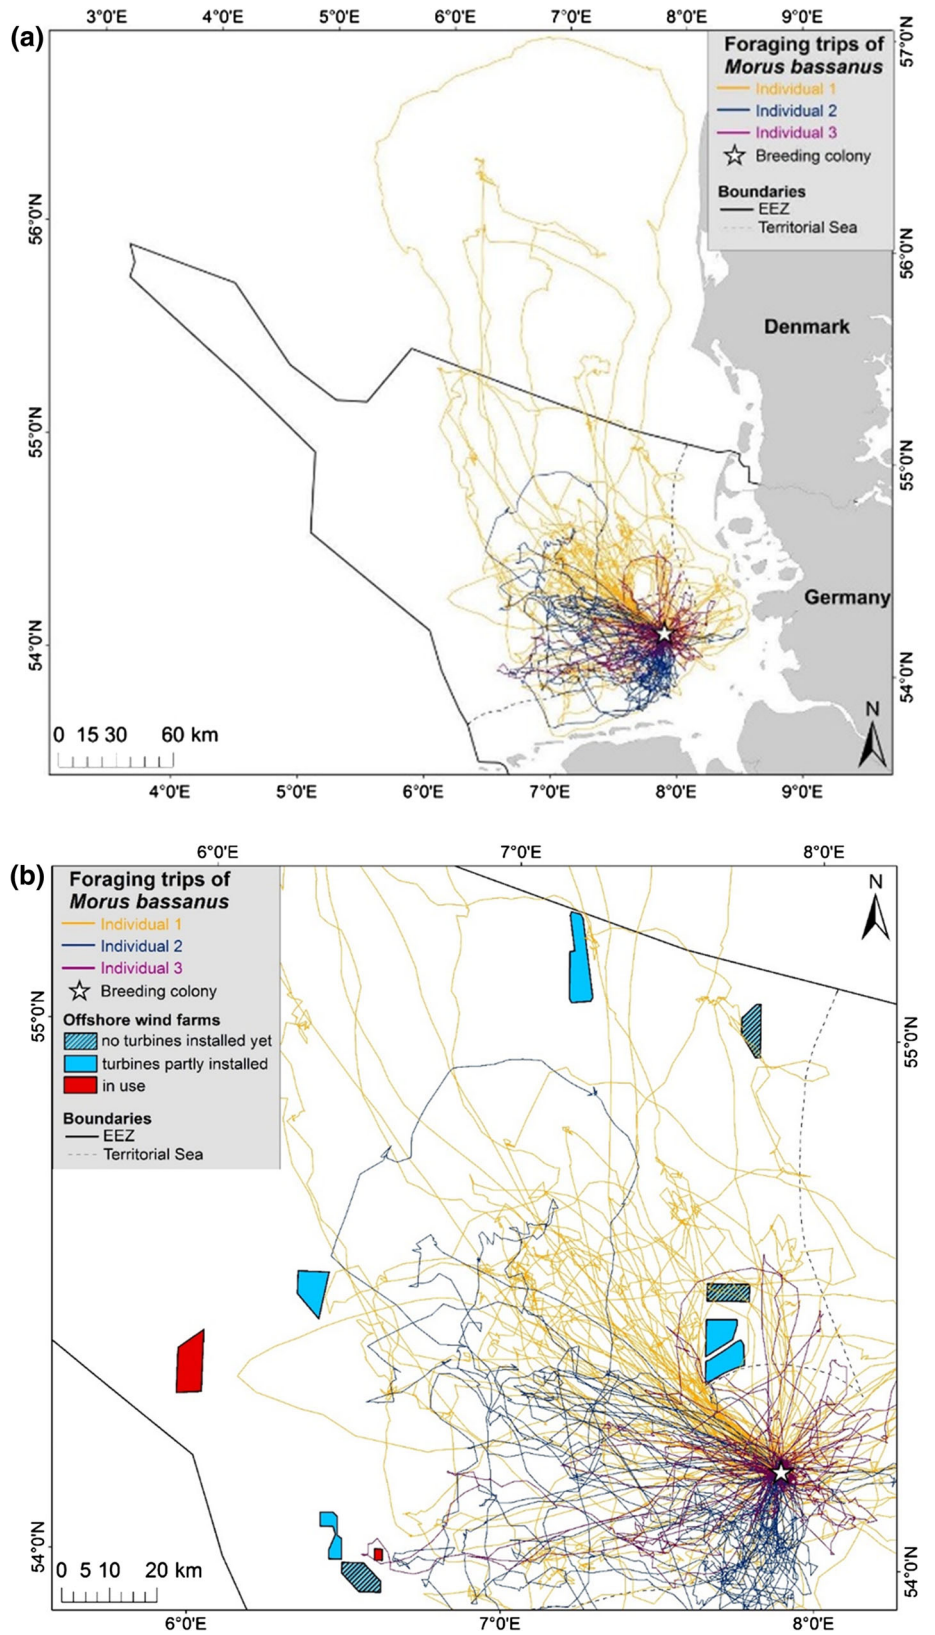 (a)
3°0'E 4°0'E 5°0'E 6°0'E 7°0'E 8°0'E 9°0'E
Foraging trips of
Morus bassanus
Individual 1
Individual 2
Individual 3
Breeding colony
Boundaries
EEZ
Territorial Sea
57°0'N
56°0'N
56°0'N
Denmark
55°0'N
55°0'N
Germany
54°0'N
54°0'N
N
0 15 30 60 km
4°0'E 5°0'E 6°0'E 7°0'E 8°0'E 9°0'E
(b)
6°0'E 7°0'E 8°0'E
Foraging trips of
Morus bassanus
Individual 1
Individual 2
Individual 3
Breeding colony
Offshore wind farms
no turbines installed yet
turbines partly installed
in use
Boundaries
EEZ
Territorial Sea
N
55°0'N
55°0'N
54°0'N
54°0'N
0 5 10 20 km
6°0'E 7°0'E 8°0'E